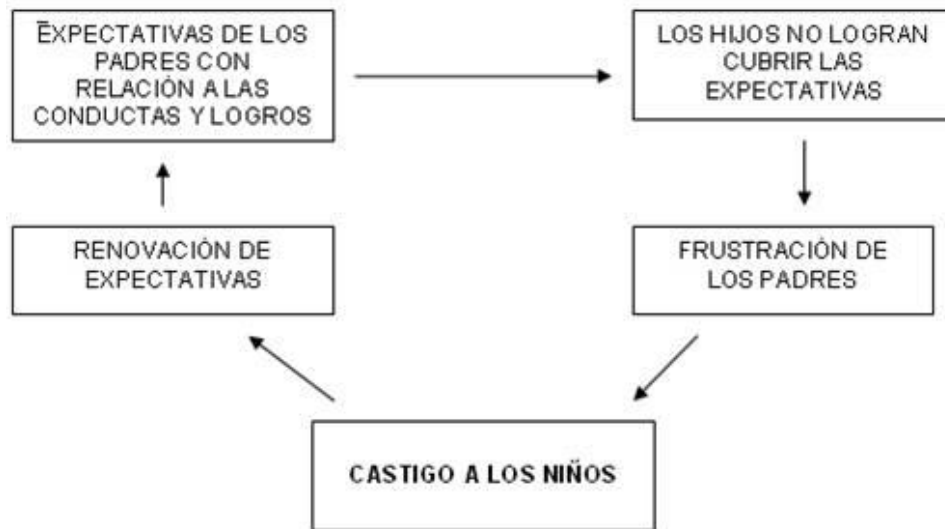 EXPECTATIVAS DE LOS
PADRES CON
RELACIÓN A LAS
CONDUCTAS Y LOGROS
LOS HIJOS NO LOGRAN
CUBRIR LAS
EXPECTATIVAS
FRUSTRACIÓN DE
LOS PADRES
CASTIGO A LOS NIÑOS
RENOVACIÓN DE
EXPECTATIVAS